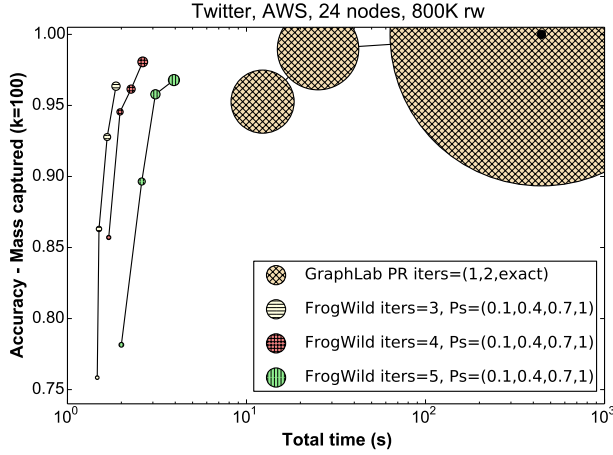 Twitter, AWS, 24 nodes, 800K rw
Accuracy - Mass captured (k=100)
1.00
0.95
0.90
0.85
0.80
0.75
GraphLab PR iters=(1,2,exact)
FrogWild iters=3, Ps=(0.1,0.4,0.7,1)
FrogWild iters=4, Ps=(0.1,0.4,0.7,1)
FrogWild iters=5, Ps=(0.1,0.4,0.7,1)
10⁰ 10¹ 10² 10³
Total time (s)